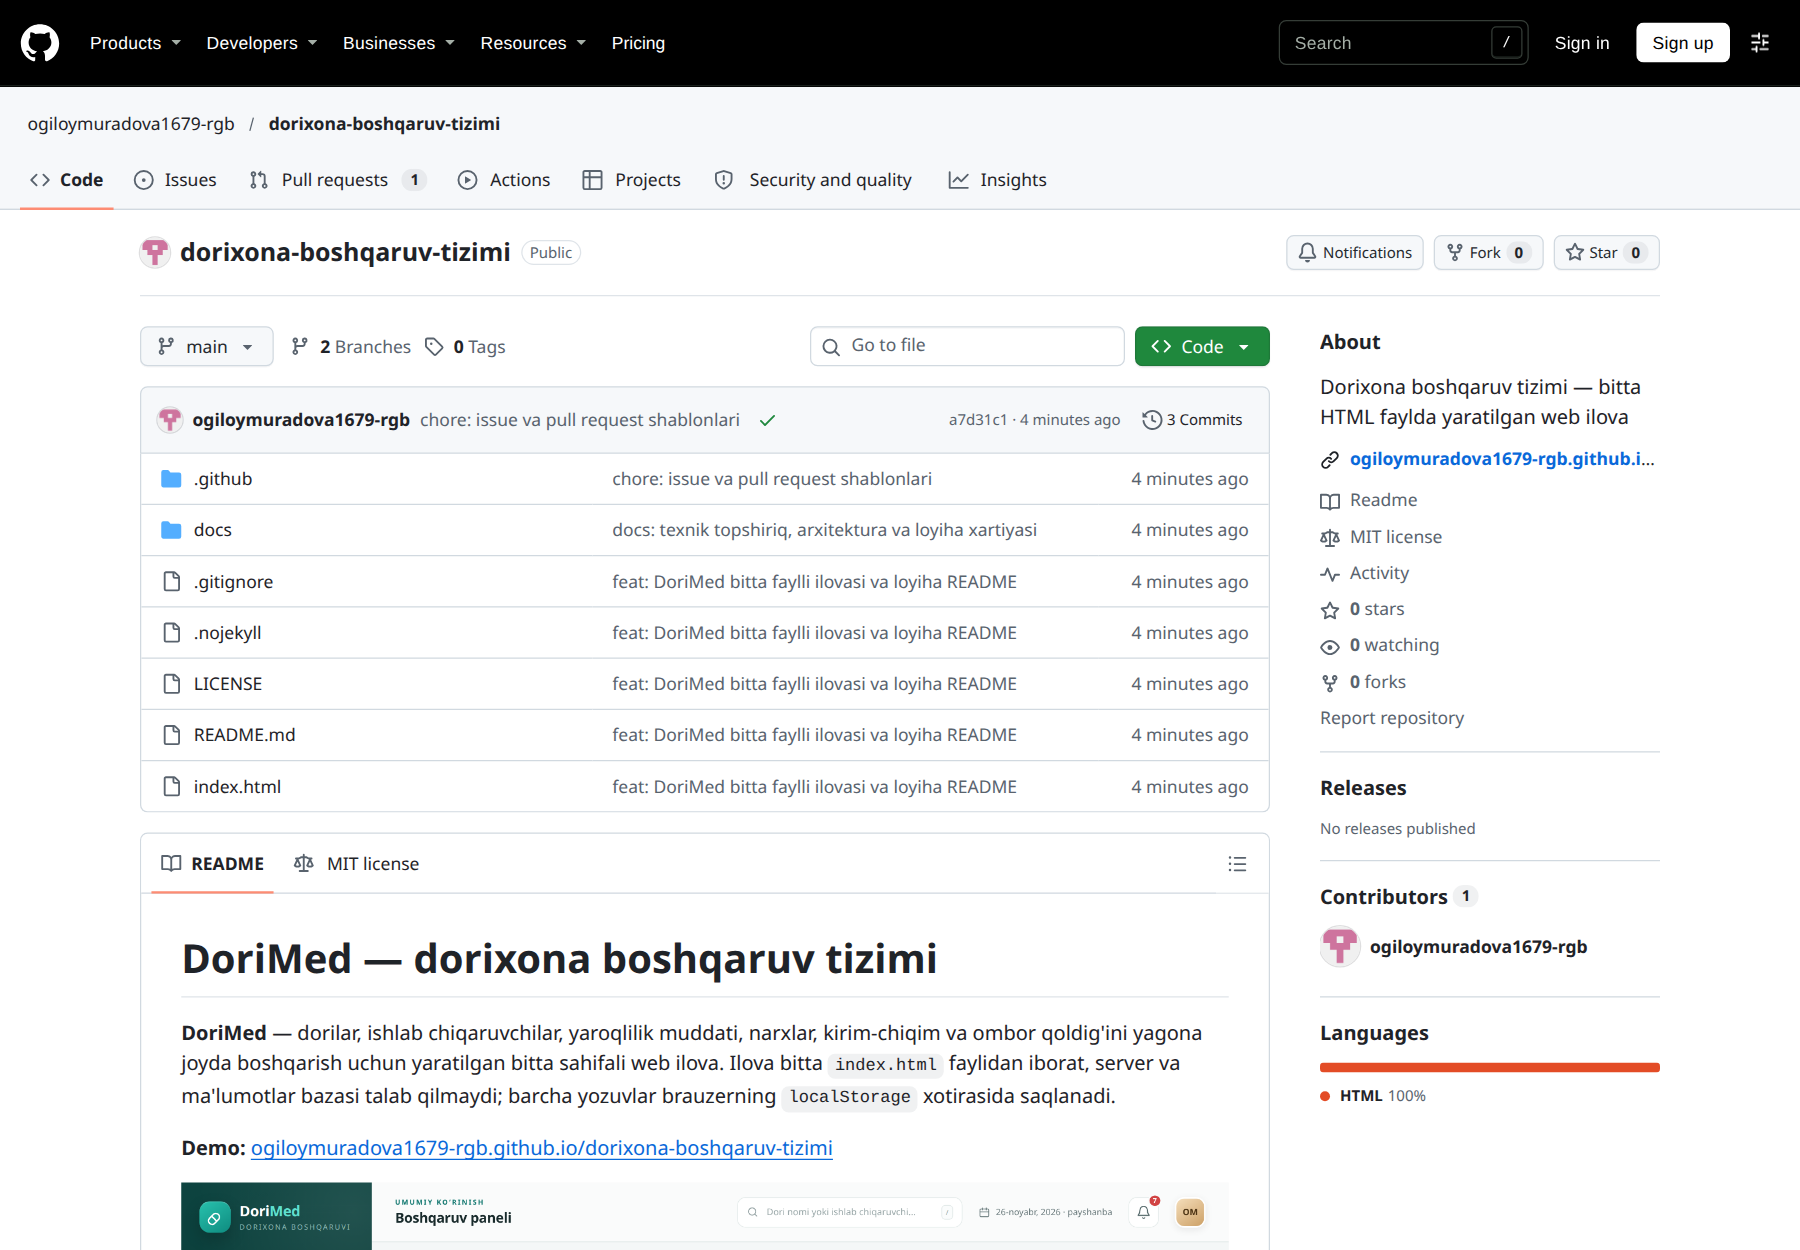 Products Developers Businesses Resources Pricing Search / Sign in Sign up
ogiloymuradova1679-rgb / dorixona-boshqaruv-tizimi
Code Issues Pull requests 1 Actions Projects Security and quality Insights
dorixona-boshqaruv-tizimi Public Notifications Fork 0 Star 0
main 2 Branches 0 Tags Go to file Code
ogiloymuradova1679-rgb chore: issue va pull request shablonlari a7d31c1 · 4 minutes ago 3 Commits
.github chore: issue va pull request shablonlari 4 minutes ago
docs docs: texnik topshiriq, arxitektura va loyiha xartiyasi 4 minutes ago
.gitignore feat: DoriMed bitta faylli ilovasi va loyiha README 4 minutes ago
.nojekyll feat: DoriMed bitta faylli ilovasi va loyiha README 4 minutes ago
LICENSE feat: DoriMed bitta faylli ilovasi va loyiha README 4 minutes ago
README.md feat: DoriMed bitta faylli ilovasi va loyiha README 4 minutes ago
index.html feat: DoriMed bitta faylli ilovasi va loyiha README 4 minutes ago
README MIT license
DoriMed — dorixona boshqaruv tizimi
DoriMed — dorilar, ishlab chiqaruvchilar, yaroqlilik muddati, narxlar, kirim-chiqim va ombor qoldig'ini yagona
joyda boshqarish uchun yaratilgan bitta sahifali web ilova. Ilova bitta index.html faylidan iborat, server va
ma'lumotlar bazasi talab qilmaydi; barcha yozuvlar brauzerning localStorage xotirasida saqlanadi.
Demo: ogiloymuradova1679-rgb.github.io/dorixona-boshqaruv-tizimi
DoriMed
DORIXONA BOSHQARUVI
UMUMIY KO'RINISH
Boshqaruv paneli
Dori nomi yoki ishlab chiqaruvchi... / 26-noyabr, 2026 · payshanba 7 OM
About
Dorixona boshqaruv tizimi — bitta
HTML faylda yaratilgan web ilova
ogiloymuradova1679-rgb.github.i...
Readme
MIT license
Activity
0 stars
0 watching
0 forks
Report repository
Releases
No releases published
Contributors 1
ogiloymuradova1679-rgb
Languages
HTML 100%